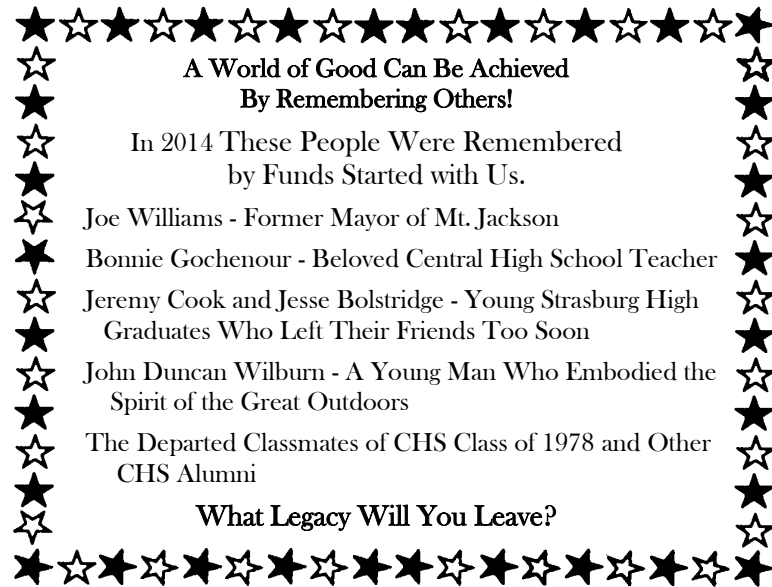 A World of Good Can Be Achieved
By Remembering Others!
In 2014 These People Were Remembered
by Funds Started with Us.
Joe Williams - Former Mayor of Mt. Jackson
Bonnie Gochenour - Beloved Central High School Teacher
Jeremy Cook and Jesse Bolstridge - Young Strasburg High
Graduates Who Left Their Friends Too Soon
John Duncan Wilburn - A Young Man Who Embodied the
Spirit of the Great Outdoors
The Departed Classmates of CHS Class of 1978 and Other
CHS Alumni
What Legacy Will You Leave?